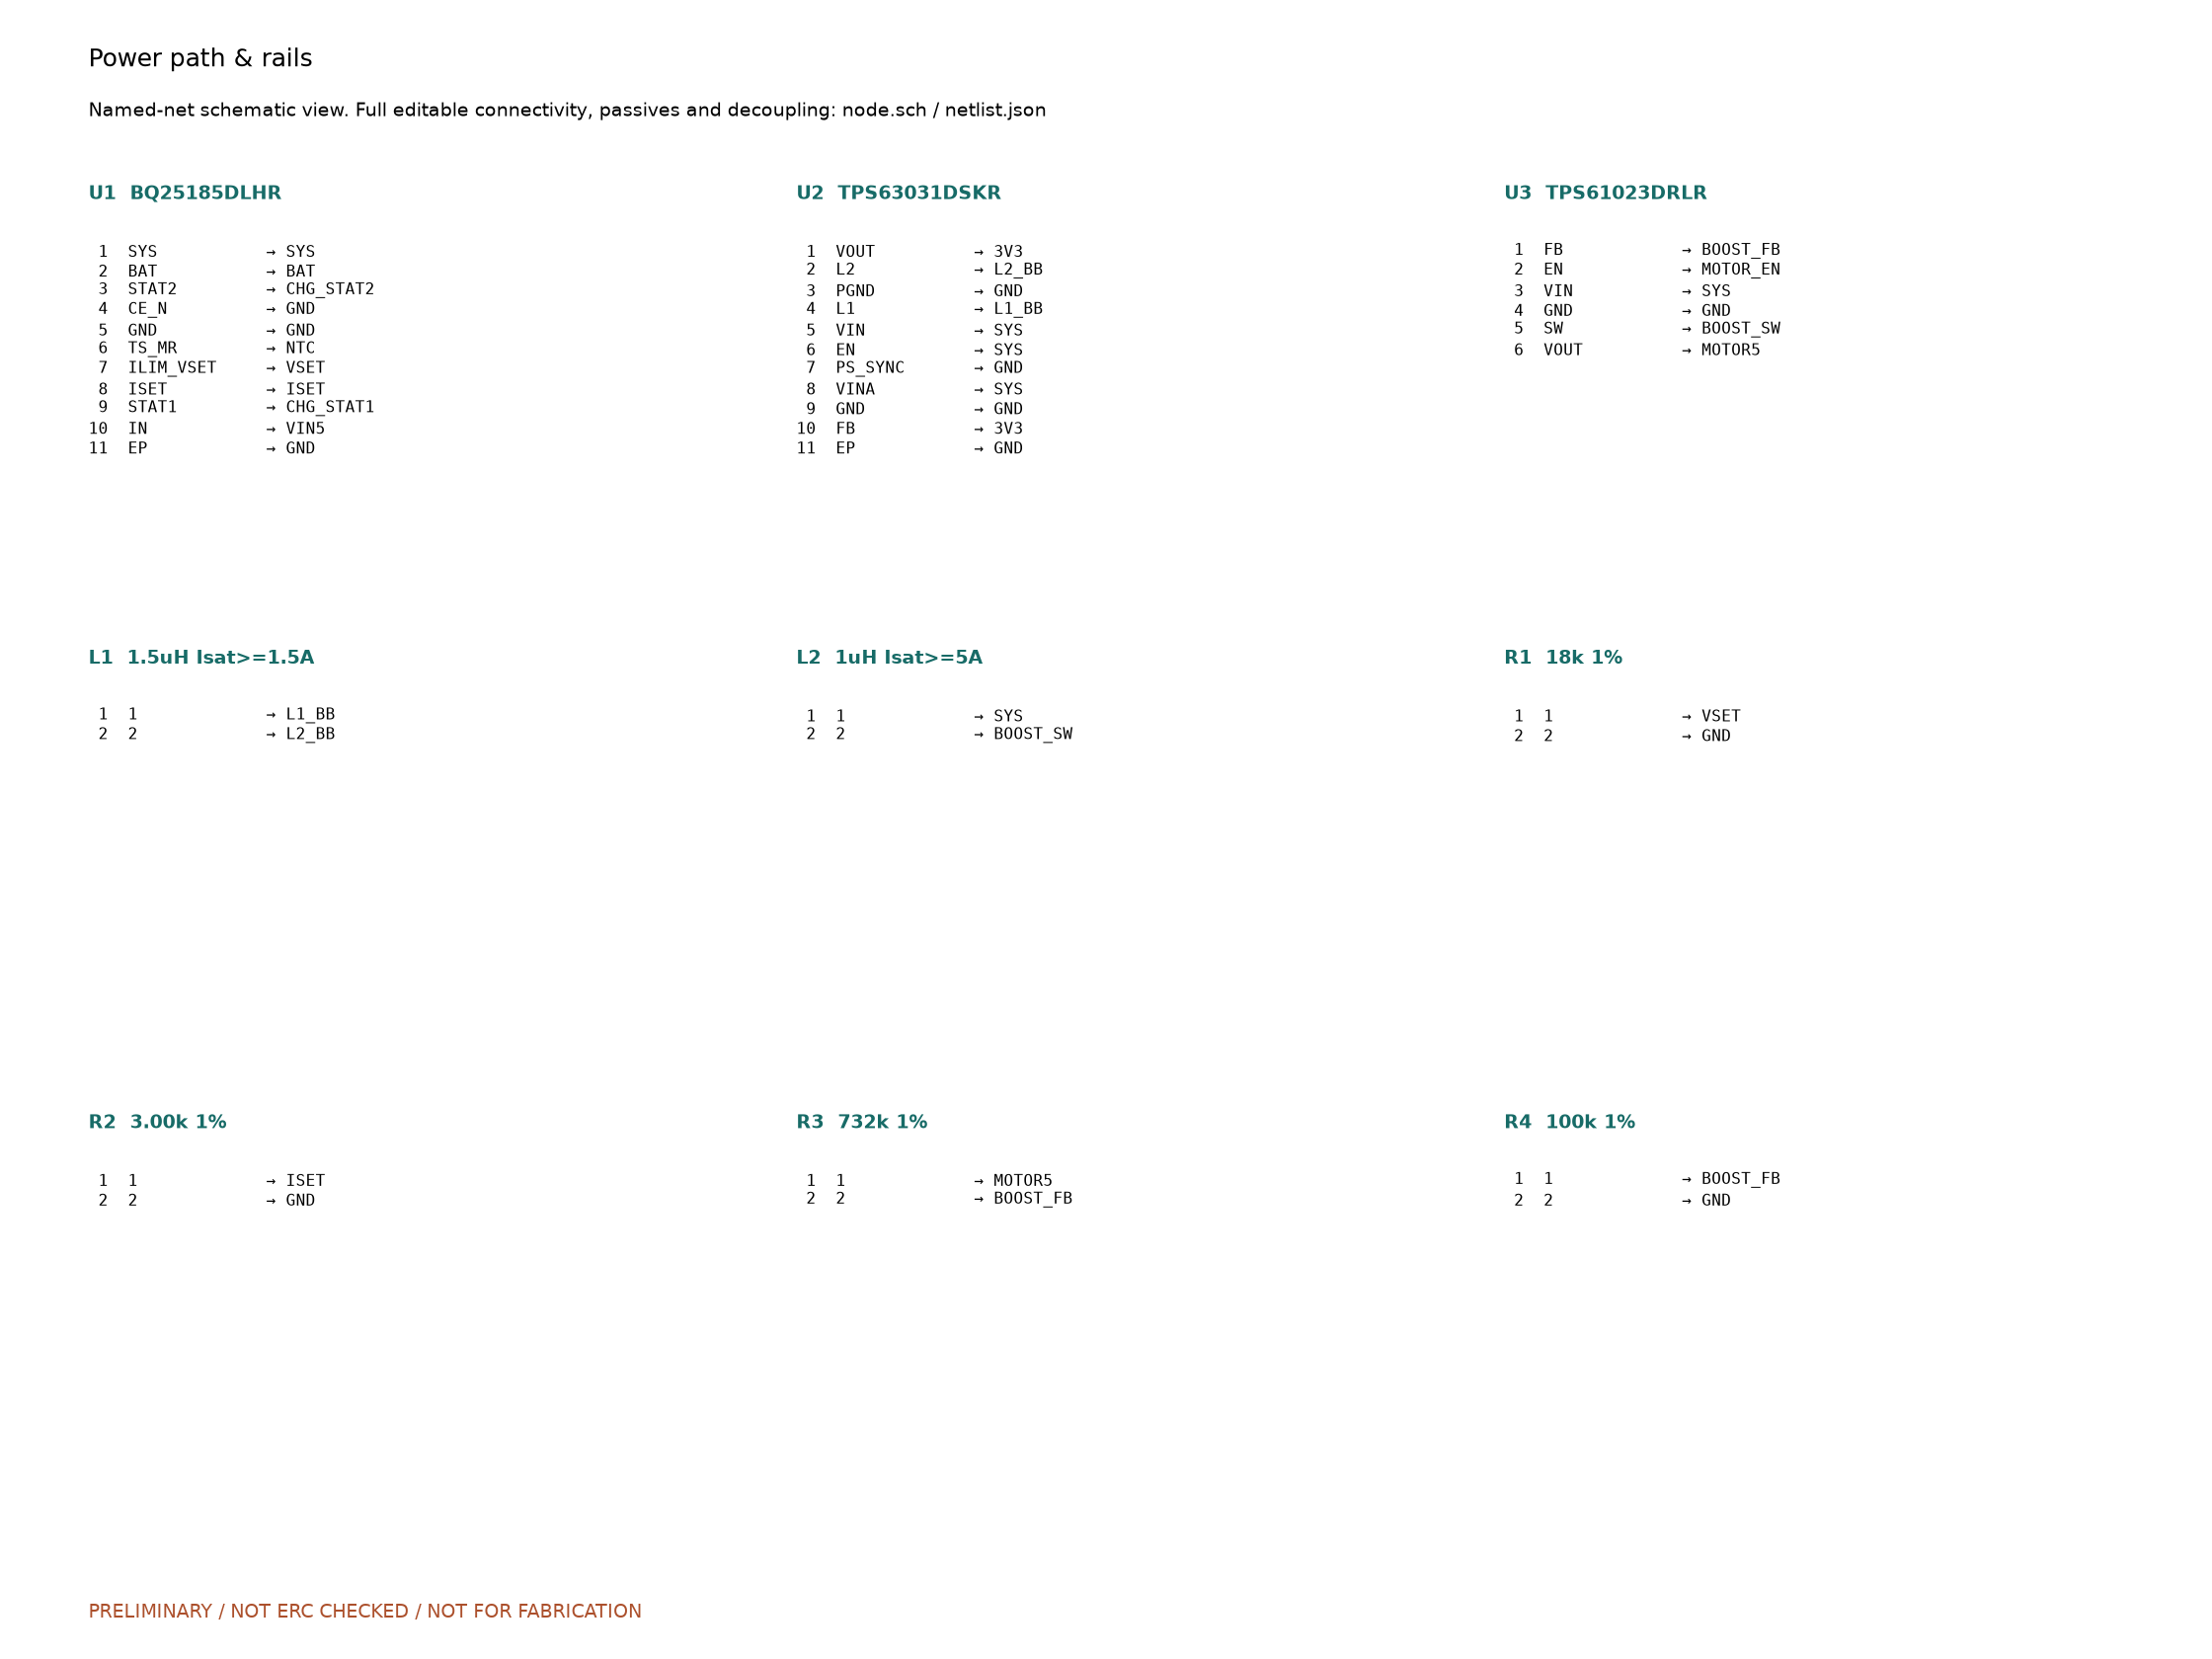 Power path & rails
Named-net schematic view. Full editable connectivity, passives and decoupling: node.sch / netlist.json
U1 BQ25185DLHR
1 SYS → SYS
2 BAT → BAT
3 STAT2 → CHG_STAT2
4 CE_N → GND
5 GND → GND
6 TS_MR → NTC
7 ILIM_VSET → VSET
8 ISET → ISET
9 STAT1 → CHG_STAT1
10 IN → VIN5
11 EP → GND
U2 TPS63031DSKR
1 VOUT → 3V3
2 L2 → L2_BB
3 PGND → GND
4 L1 → L1_BB
5 VIN → SYS
6 EN → SYS
7 PS_SYNC → GND
8 VINA → SYS
9 GND → GND
10 FB → 3V3
11 EP → GND
U3 TPS61023DRLR
1 FB → BOOST_FB
2 EN → MOTOR_EN
3 VIN → SYS
4 GND → GND
5 SW → BOOST_SW
6 VOUT → MOTOR5
L1 1.5uH Isat>=1.5A
1 1 → L1_BB
2 2 → L2_BB
L2 1uH Isat>=5A
1 1 → SYS
2 2 → BOOST_SW
R1 18k 1%
1 1 → VSET
2 2 → GND
R2 3.00k 1%
1 1 → ISET
2 2 → GND
R3 732k 1%
1 1 → MOTOR5
2 2 → BOOST_FB
R4 100k 1%
1 1 → BOOST_FB
2 2 → GND
PRELIMINARY / NOT ERC CHECKED / NOT FOR FABRICATION